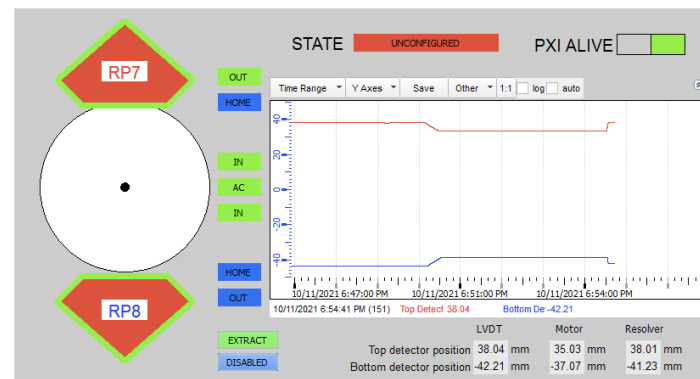 STATE UNCONFIGURED PXI ALIVE
RP7
OUT
HOME
Time Range Y Axes Save Other 1:1 log auto
40
20
0
-20
-40
IN
AC
IN
HOME
OUT
RP8
10/11/2021 6:47:00 PM 10/11/2021 6:51:00 PM 10/11/2021 6:54:00 PM
10/11/2021 6:54:41 PM (151) Top Detect 38.04 Bottom De -42.21
EXTRACT
DISABLED
LVDT Motor Resolver
Top detector position 38.04 mm 35.03 mm 38.01 mm
Bottom detector position -42.21 mm -37.07 mm -41.23 mm